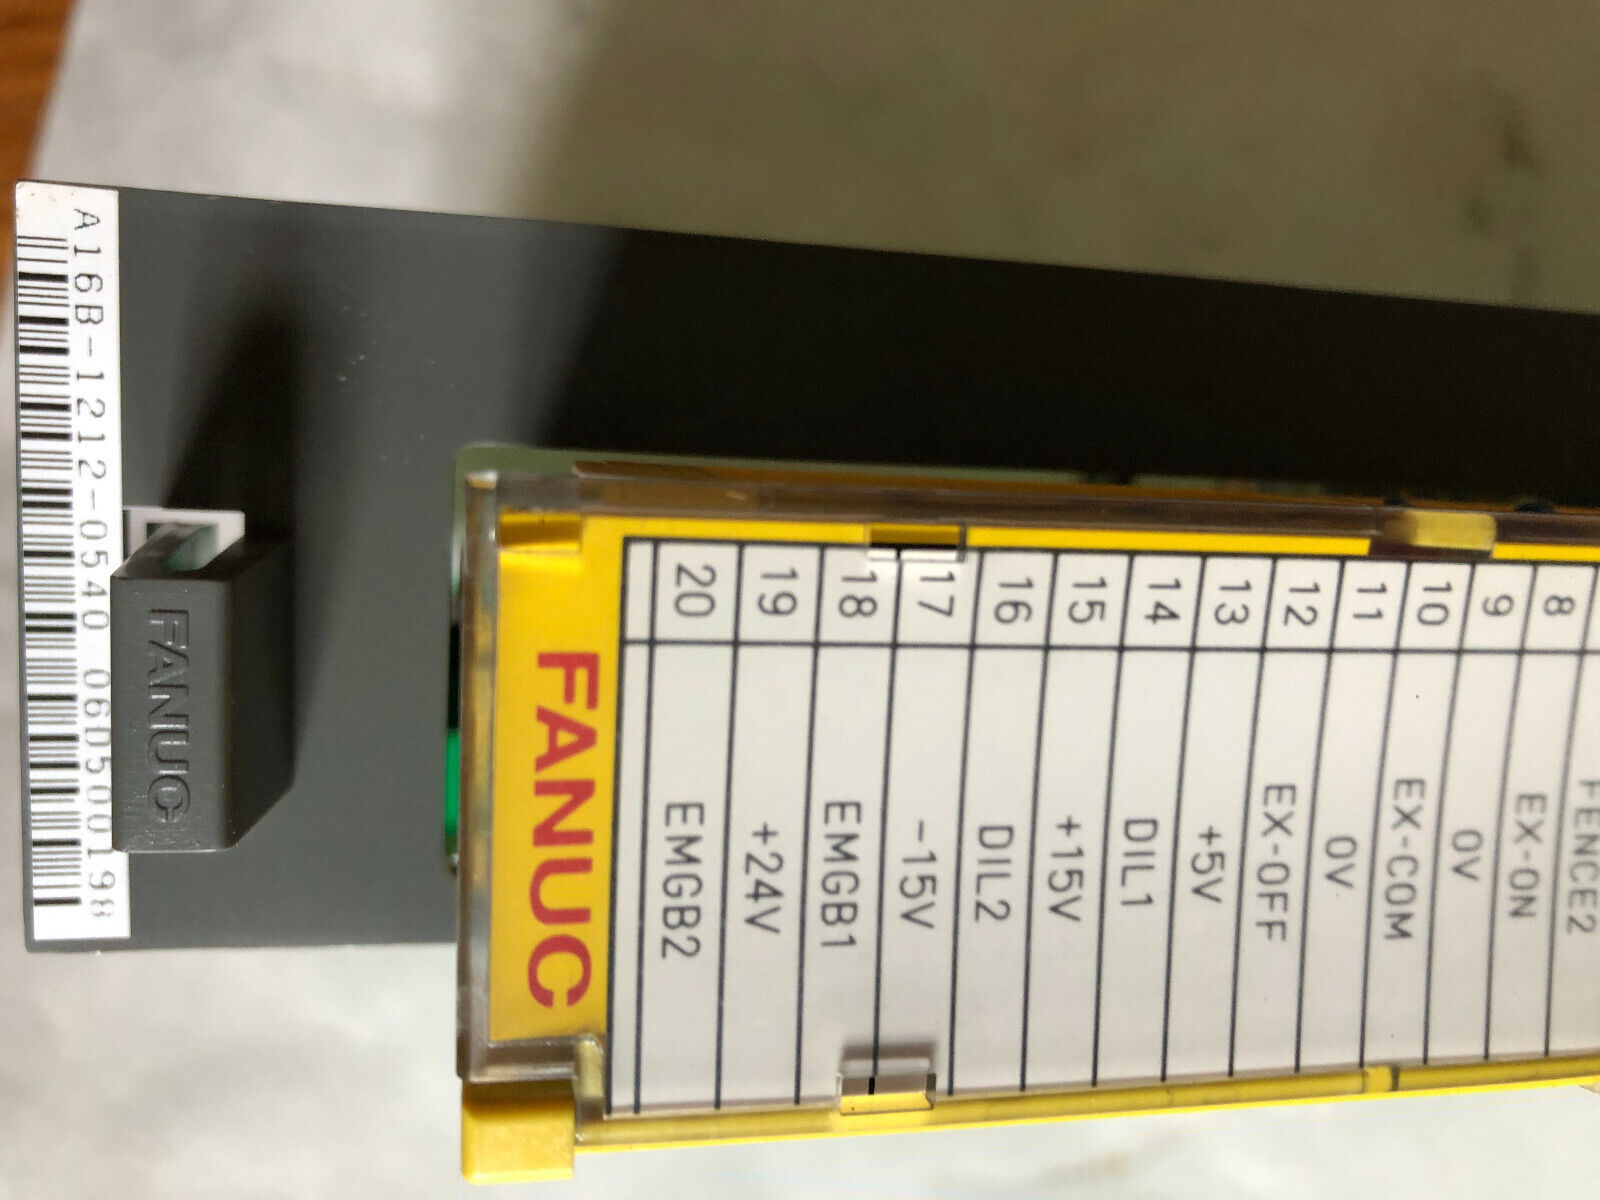 A16B-1212-0540 06D500198
FANUC
FANUC
20 EMGB2
19 +24V
18 EMGB1
17 -15V
16 DIL2
15 +15V
14 DIL1
13 +5V
12 EX-OFF
11 0V
10 EX-COM
9 0V
8 EX-ON
FENCE2